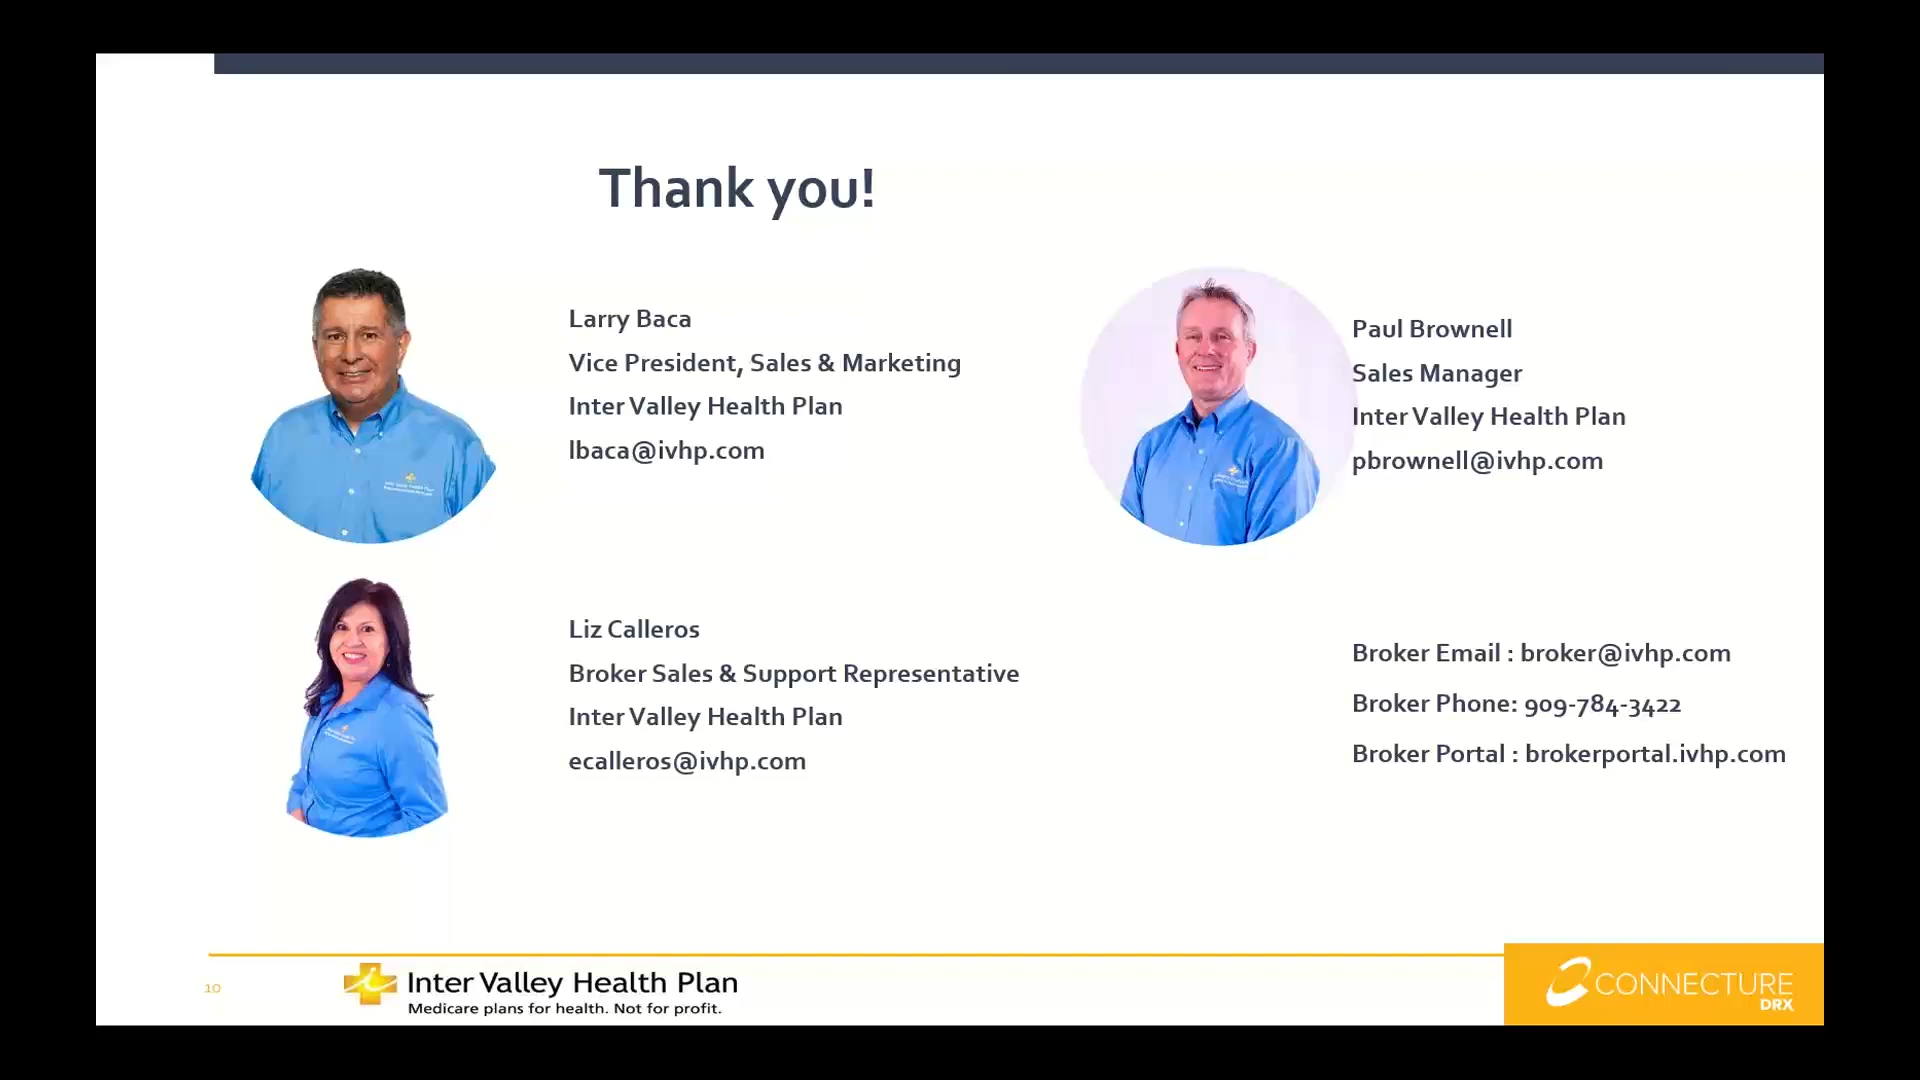 Thank you!
Larry Baca
Vice President, Sales & Marketing
Inter Valley Health Plan
lbaca@ivhp.com
Paul Brownell
Sales Manager
Inter Valley Health Plan
pbrownell@ivhp.com
Liz Calleros
Broker Sales & Support Representative
Inter Valley Health Plan
ecalleros@ivhp.com
Broker Email : broker@ivhp.com
Broker Phone: 909-784-3422
Broker Portal : brokerportal.ivhp.com
10
Inter Valley Health Plan
Medicare plans for health. Not for profit.
CONNECTURE
DRX